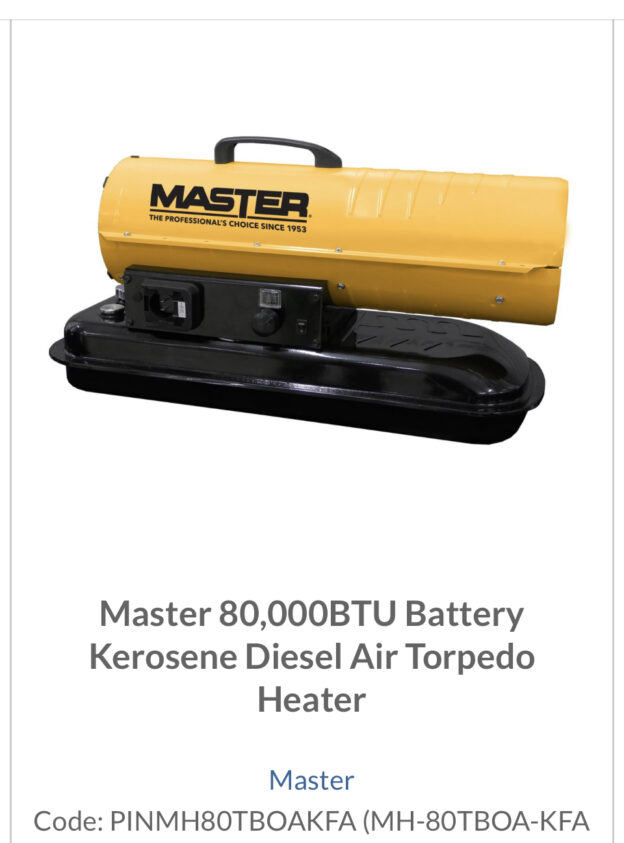 MASTER®
THE PROFESSIONAL'S CHOICE SINCE 1953
Master 80,000BTU Battery
Kerosene Diesel Air Torpedo
Heater
Master
Code: PINMH80TBOAKFA (MH-80TBOA-KFA